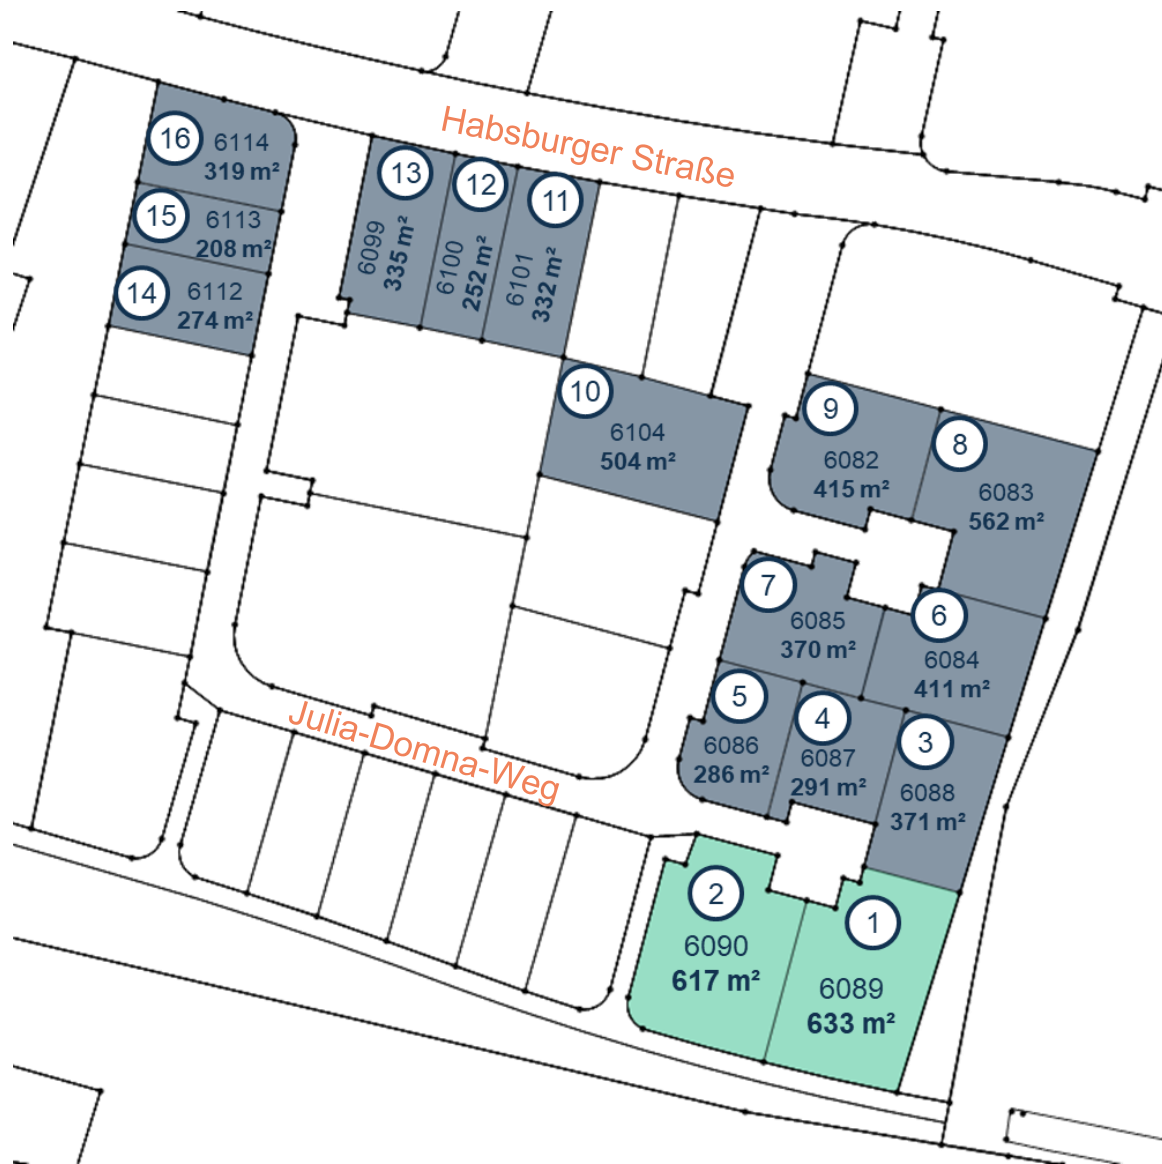 Habsburger Straße
16
6114
319 m²
15
6113
208 m²
14
6112
274 m²
13
6099
335 m²
12
6100
252 m²
11
6101
332 m²
10
6104
504 m²
9
6082
415 m²
8
6083
562 m²
7
6085
370 m²
6
6084
411 m²
5
6086
286 m²
4
6087
291 m²
3
6088
371 m²
Julia-Domna-Weg
2
6090
617 m²
1
6089
633 m²